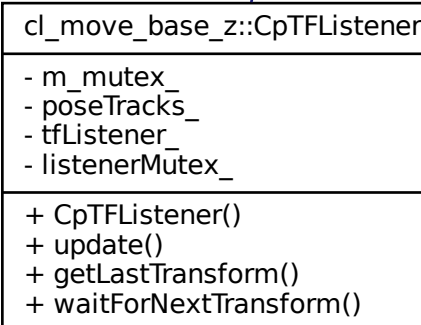 cl_move_base_z::CpTFListener
- m_mutex_
- poseTracks_
- tfListener_
- listenerMutex_
+ CpTFListener()
+ update()
+ getLastTransform()
+ waitForNextTransform()